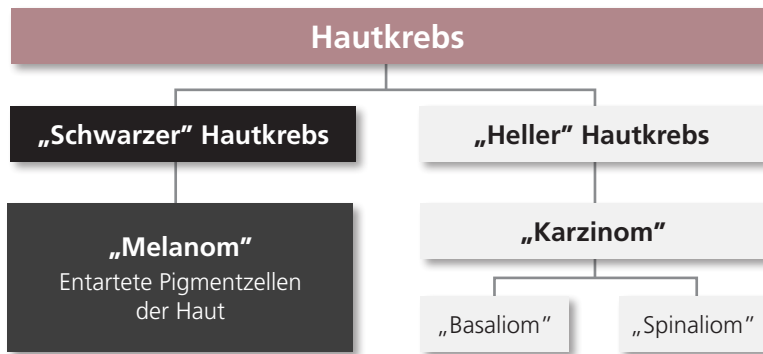 Hautkrebs
„Schwarzer” Hautkrebs
„Heller” Hautkrebs
„Melanom”
Entartete Pigmentzellen
der Haut
„Karzinom”
„Basaliom”
„Spinaliom”